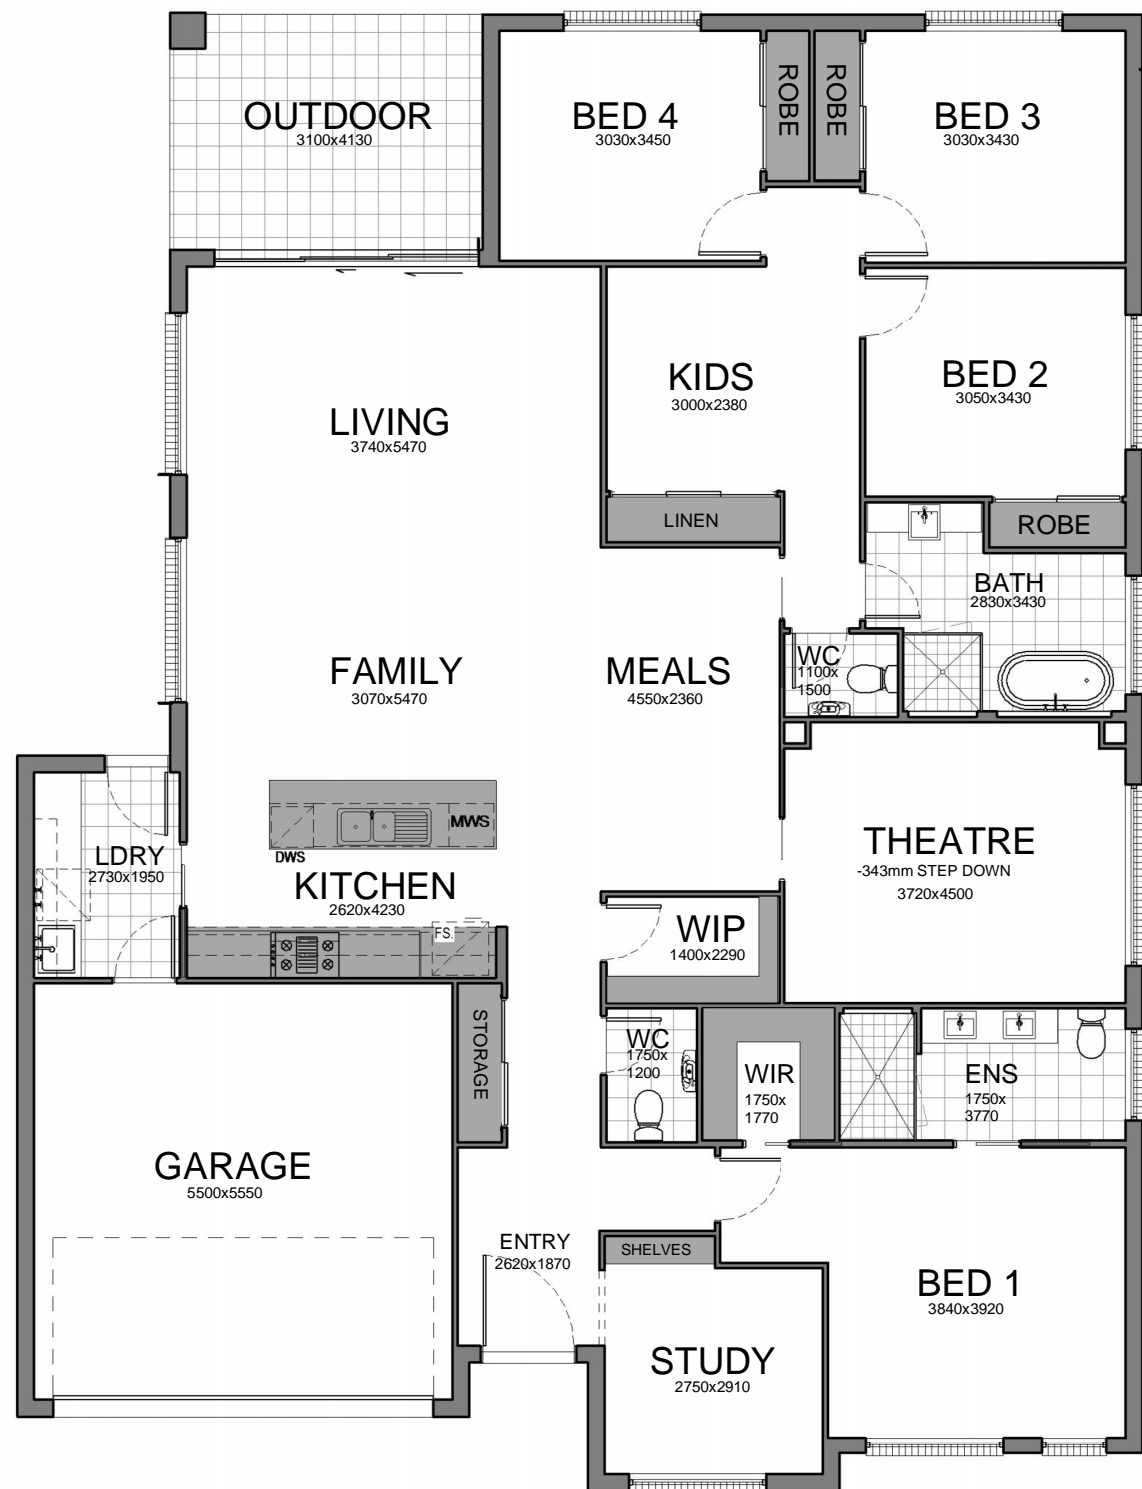 OUTDOOR
3100x4130
BED 4
3030x3450
ROBE
ROBE
BED 3
3030x3430
LIVING
3740x5470
KIDS
3000x2380
BED 2
3050x3430
LINEN
ROBE
BATH
2830x3430
FAMILY
3070x5470
MEALS
4550x2360
WC
1100x
1500
MWS
DWS
LDRY
2730x1950
KITCHEN
2620x4230
FS.
THEATRE
-343mm STEP DOWN
3720x4500
WIP
1400x2290
STORAGE
WC
1750x
1200
WIR
1750x
1770
ENS
1750x
3770
GARAGE
5500x5550
ENTRY
2620x1870
SHELVES
BED 1
3840x3920
STUDY
2750x2910